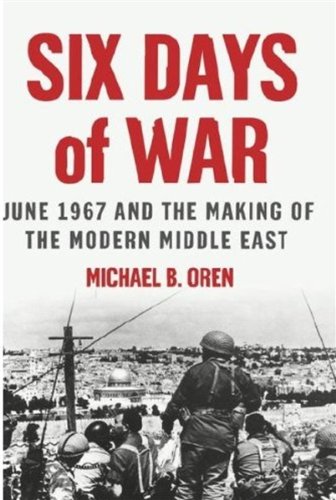 SIX DAYS
of WAR
JUNE 1967 AND THE MAKING OF
THE MODERN MIDDLE EAST
MICHAEL B. OREN